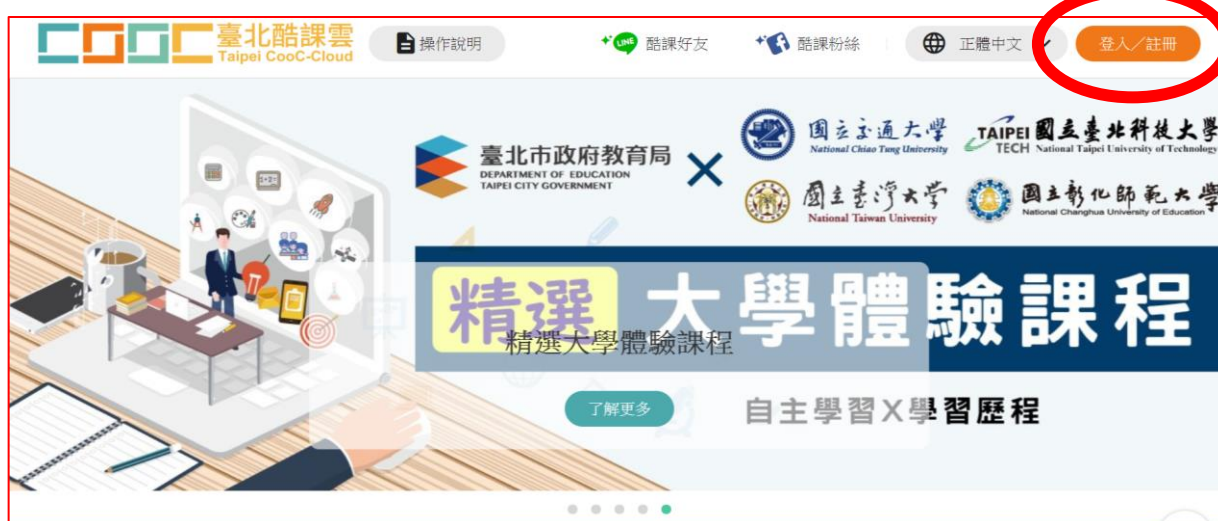 臺北酷課雲
Taipei CooC-Cloud
操作說明
LINE
酷課好友
酷課粉絲
正體中文
登入/註冊
臺北市政府教育局
DEPARTMENT OF EDUCATION
TAIPEI CITY GOVERNMENT
×
國立交通大學
National Chiao Tung University
TAIPEI TECH
國立臺北科技大學
National Taipei University of Technology
國立臺灣大學
National Taiwan University
國立彰化師範大學
National Changhua University of Education
精選 大學體驗課程
精選大學體驗課程
了解更多
自主學習X學習歷程